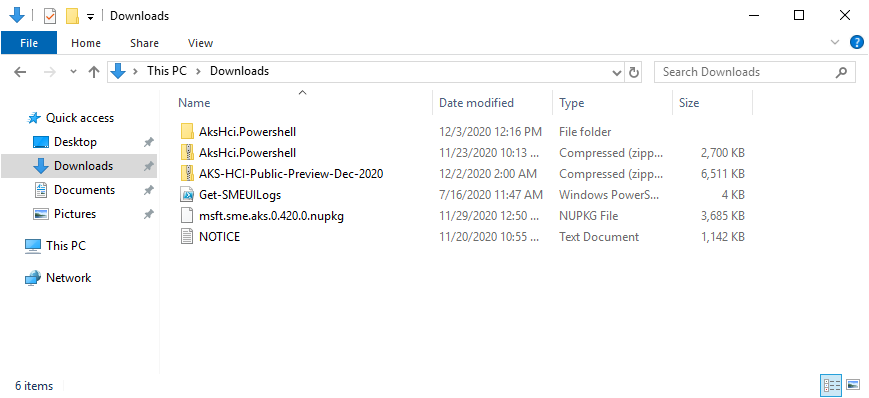 Downloads
File Home Share View
This PC Downloads Search Downloads
Name Date modified Type Size
Quick access
Desktop
Downloads
Documents
Pictures
This PC
Network
AksHci.Powershell 12/3/2020 12:16 PM File folder
AksHci.Powershell 11/23/2020 10:13 ... Compressed (zipp... 2,700 KB
AKS-HCI-Public-Preview-Dec-2020 12/2/2020 2:00 AM Compressed (zipp... 6,511 KB
Get-SMEUILogs 7/16/2020 11:47 AM Windows PowerS... 4 KB
msft.sme.aks.0.420.0.nupkg 11/29/2020 12:50 ... NUPKG File 3,685 KB
NOTICE 11/20/2020 10:55 ... Text Document 1,142 KB
6 items